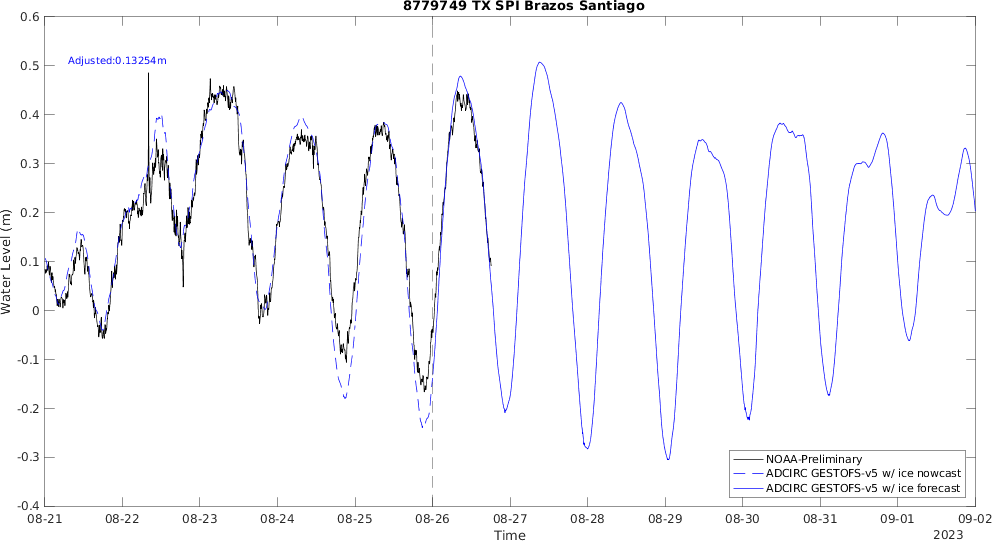 8779749 TX SPI Brazos Santiago
0.6
0.5
0.4
0.3
0.2
0.1
0
-0.1
-0.2
-0.3
-0.4
Water Level (m)
Adjusted:0.13254m
NOAA-Preliminary
ADCIRC GESTOFS-v5 w/ ice nowcast
ADCIRC GESTOFS-v5 w/ ice forecast
08-21 08-22 08-23 08-24 08-25 08-26 08-27 08-28 08-29 08-30 08-31 09-01 09-02
Time
2023